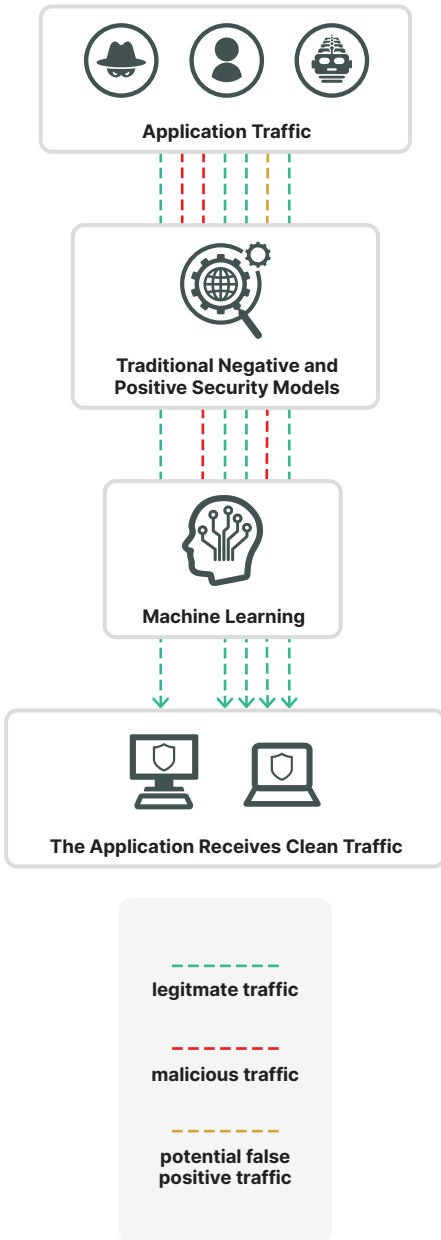 Application Traffic
Traditional Negative and
Positive Security Models
Machine Learning
The Application Receives Clean Traffic
legitmate traffic
malicious traffic
potential false
positive traffic